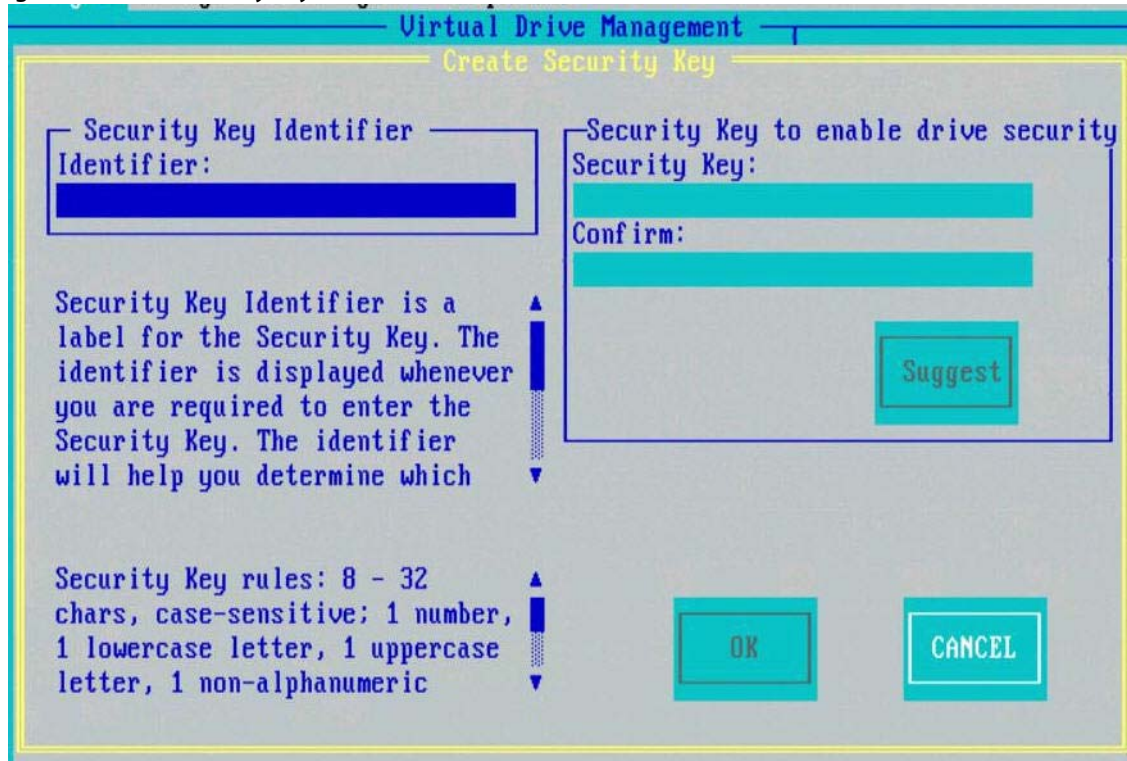 Virtual Drive Management
Create Security Key
Security Key Identifier
Identifier:
Security Key Identifier is a
label for the Security Key. The
identifier is displayed whenever
you are required to enter the
Security Key. The identifier
will help you determine which
Security Key rules: 8 - 32
chars, case-sensitive; 1 number,
1 lowercase letter, 1 uppercase
letter, 1 non-alphanumeric
Security Key to enable drive security
Security Key:
Confirm:
Suggest
OK
CANCEL